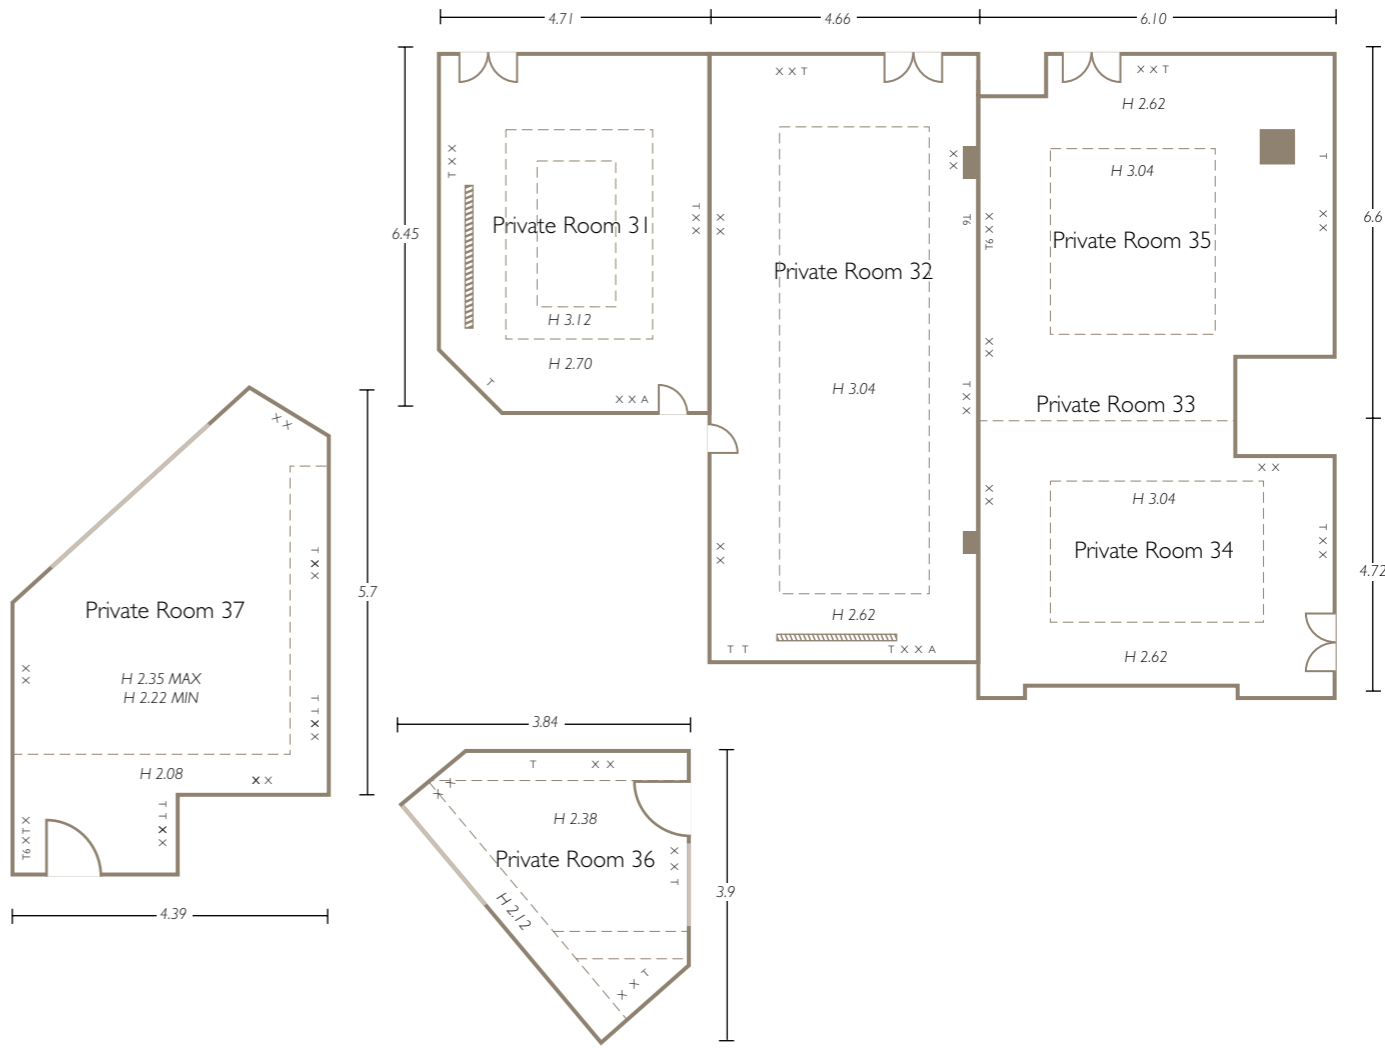 4.71
4.66
6.10
X X T
X X T
H 2.62
T X X
X X
T
H 3.04
6.45
Private Room 31
T X X
X X
T6
T6 X X
X X
6.6
Private Room 35
Private Room 32
H 3.12
X X
H 2.70
T
H 3.04
X X A
T X X
Private Room 33
X X
X X
X X
H 3.04
T X X
X X
Private Room 34
4.72
T X X
5.7
Private Room 37
H 2.62
T T
T X X A
H 2.62
X X
H 2.35 MAX
H 2.22 MIN
T T X X
3.84
H 2.08
X X
T
X X
X X
T6 X T X
T T X X
H 2.38
Private Room 36
X X T
3.9
H 2.12
4.39
X X T